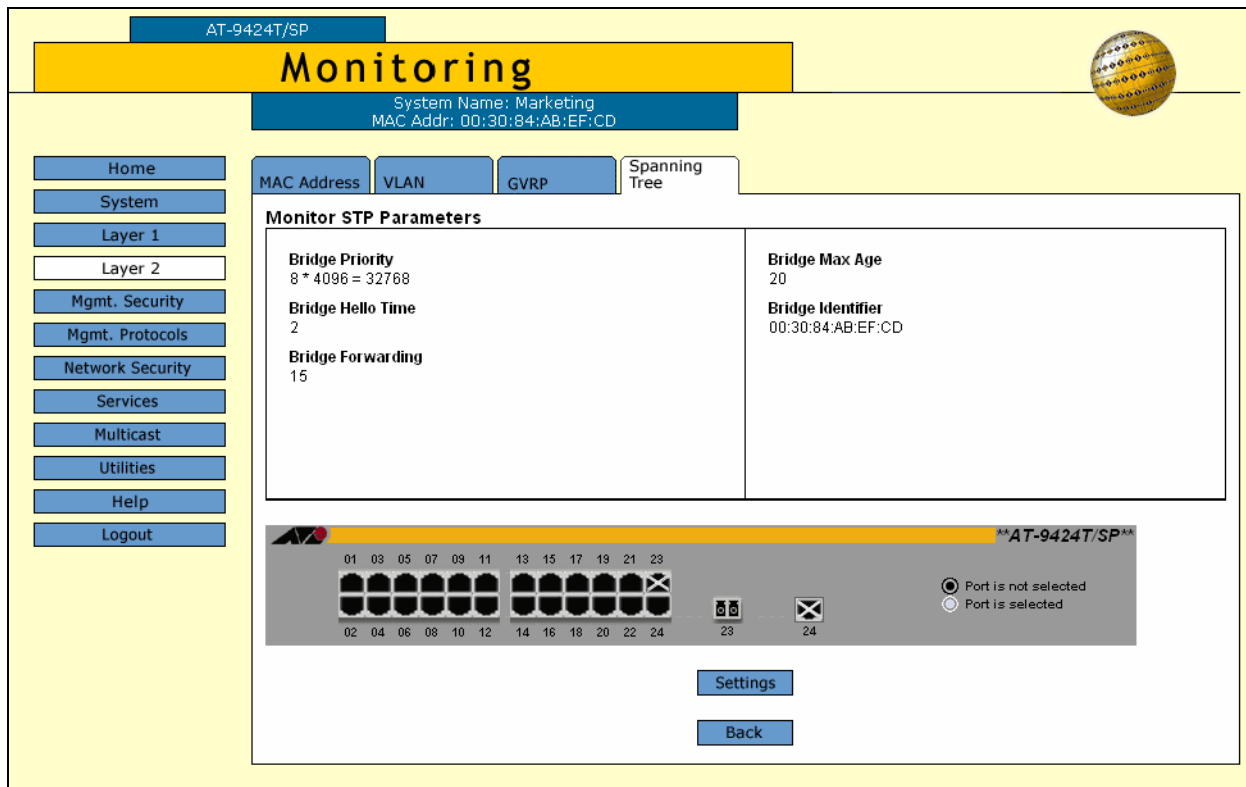 AT-9424T/SP
Monitoring
System Name: Marketing
MAC Addr: 00:30:84:AB:EF:CD
Home
System
Layer 1
Layer 2
Mgmt. Security
Mgmt. Protocols
Network Security
Services
Multicast
Utilities
Help
Logout
MAC Address
VLAN
GVRP
Spanning
Tree
Monitor STP Parameters
Bridge Priority
8 * 4096 = 32768
Bridge Hello Time
2
Bridge Forwarding
15
Bridge Max Age
20
Bridge Identifier
00:30:84:AB:EF:CD
**AT-9424T/SP**
01 03 05 07 09 11 13 15 17 19 21 23
02 04 06 08 10 12 14 16 18 20 22 24
23
24
Port is not selected
Port is selected
Settings
Back